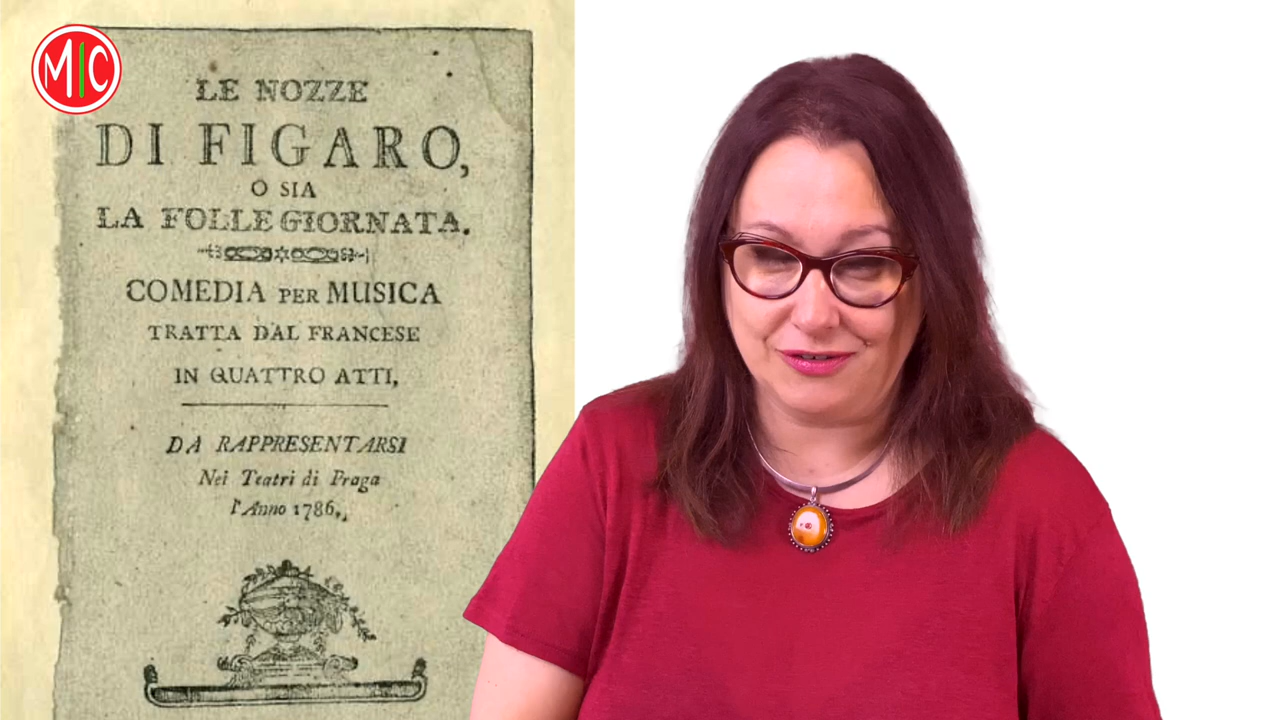 MIC
LE NOZZE
DI FIGARO,
O SIA
LA FOLLE GIORNATA.
COMEDIA PER MUSICA
TRATTA DAL FRANCESE
IN QUATTRO ATTI,
DA RAPPRESENTARSI
Nei Teatri di Praga
l'Anno 1786.